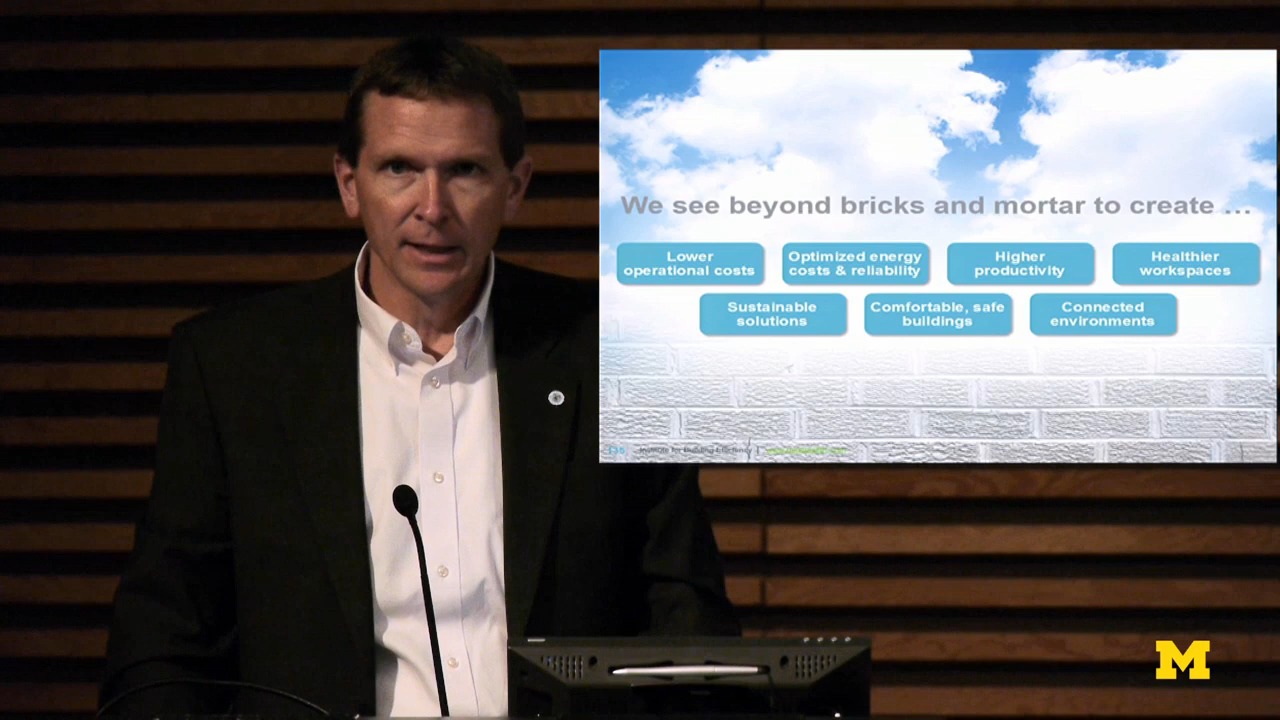 We see beyond bricks and mortar to create ...
Lower
operational costs
Optimized energy
costs & reliability
Higher
productivity
Healthier
workspaces
Sustainable
solutions
Comfortable, safe
buildings
Connected
environments
Institute for Building Efficiency |
M